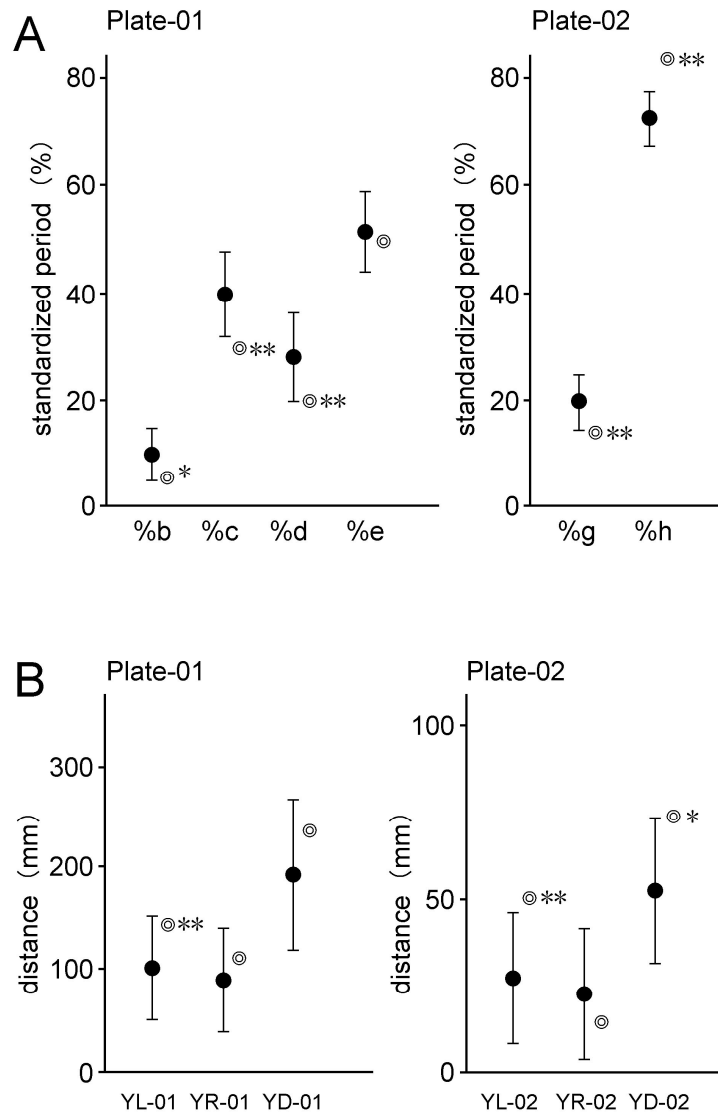 A
Plate-01
standardized period (%)
80
60
40
20
0
**
**
*
%b %c %d %e
Plate-02
standardized period (%)
80
60
40
20
0
**
**
%g %h
B
Plate-01
distance (mm)
300
200
100
0
**
YL-01 YR-01 YD-01
Plate-02
distance (mm)
100
50
0
*
**
YL-02 YR-02 YD-02